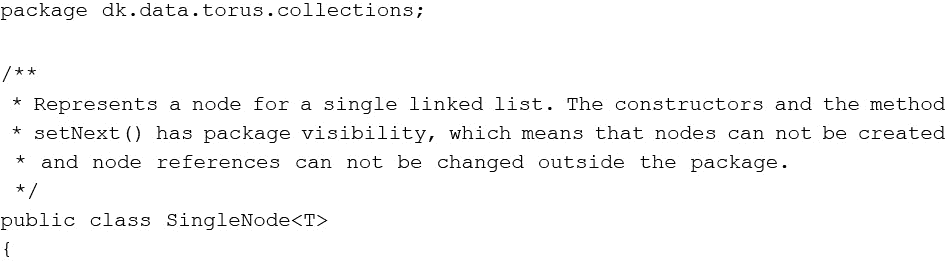 package dk.data.torus.collections;
/**
* Represents a node for a single linked list. The constructors and the method
* setNext() has package visibility, which means that nodes can not be created
* and node references can not be changed outside the package.
*/
public class SingleNode<T>
{